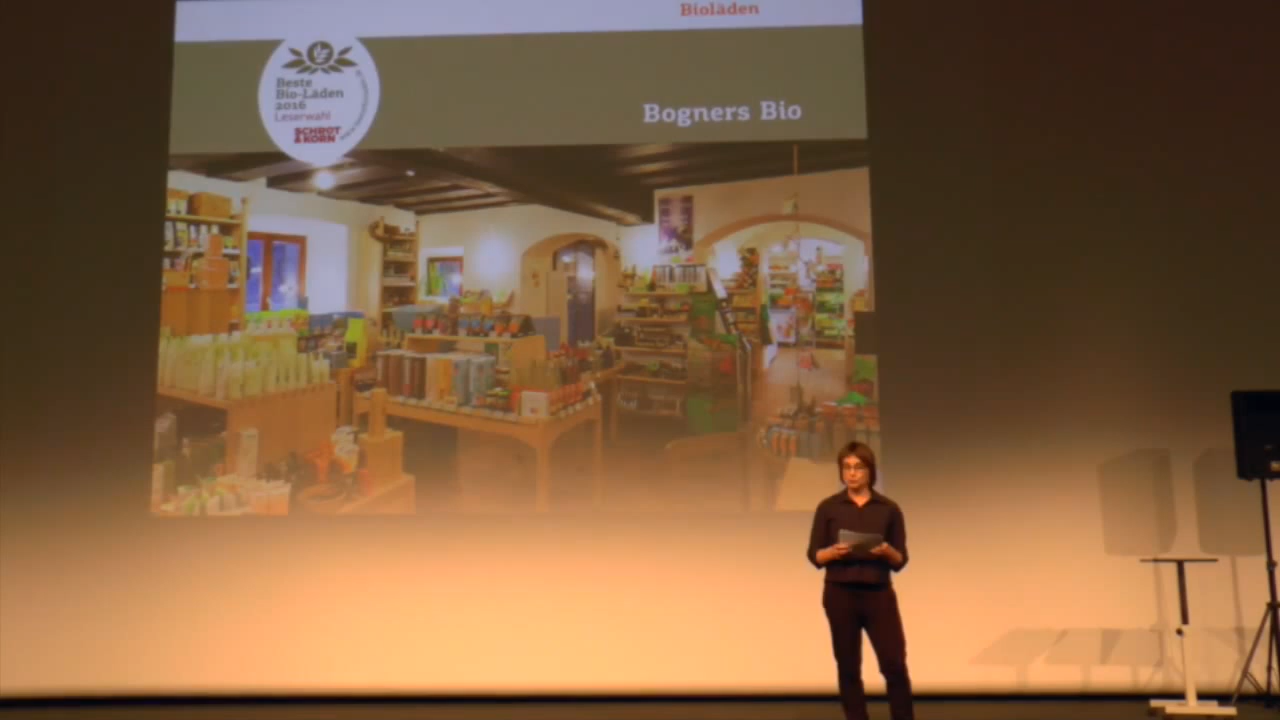 Bioläden
Beste
Bio-Läden
2016
Leserwahl
SCHROT
&KORN
Bogners Bio